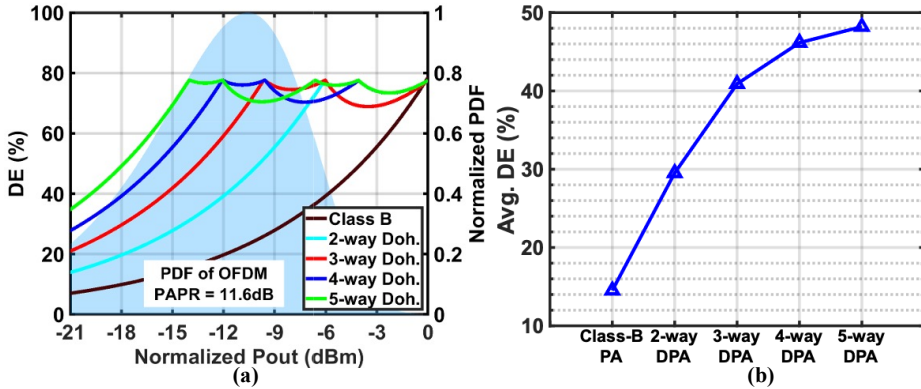 100
80
60
40
20
0
DE (%)
1
0.8
0.6
0.4
0.2
0
Normalized PDF
Class B
2-way Doh.
3-way Doh.
4-way Doh.
5-way Doh.
PDF of OFDM
PAPR = 11.6dB
-21 -18 -15 -12 -9 -6 -3 0
Normalized Pout (dBm)
(a)
50
40
30
20
10
Avg. DE (%)
Class-B 2-way 3-way 4-way 5-way
PA DPA DPA DPA DPA
(b)